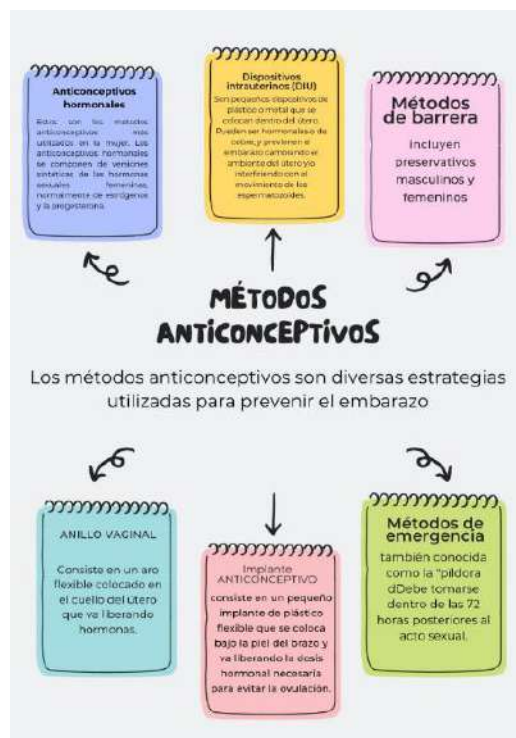 Anticonceptivos
hormonales
Estos son los metodos
anticonceptivos más
utilizados en la mujer. Los
anticonceptivos hormonales
se componen de versiones
sintéticas de las hormonas
sexuales femeninas,
normalmente de estrógenos
y la progesterona.
Dispositivos
intrauterinos (DIU)
Son pequeños dispositivos de
plástico o metal que se
colocan dentro del útero.
Pueden ser hormonales o de
cobre, y previenen el
embarazo cambiando el
ambiente del útero y/o
interfiriendo con el
movimiento de los
espermatozoides.
Métodos
de barrera
incluyen
preservativos
masculinos y
femeninos
MÉTODOS
ANTICONCEPTIVOS
Los métodos anticonceptivos son diversas estrategias
utilizadas para prevenir el embarazo
ANILLO VAGINAL
Consiste en un aro
flexible colocado en
el cuello del útero
que va liberando
hormonas.
Implante
ANTICONCEPTIVO
consiste en un pequeño
implante de plástico
flexible que se coloca
bajo la piel del brazo y
va liberando la dosis
hormonal necesaria
para evitar la ovulación.
Métodos de
emergencia
también conocida
como la "píldora
dDebe tomarse
dentro de las 72
horas posteriores al
acto sexual.